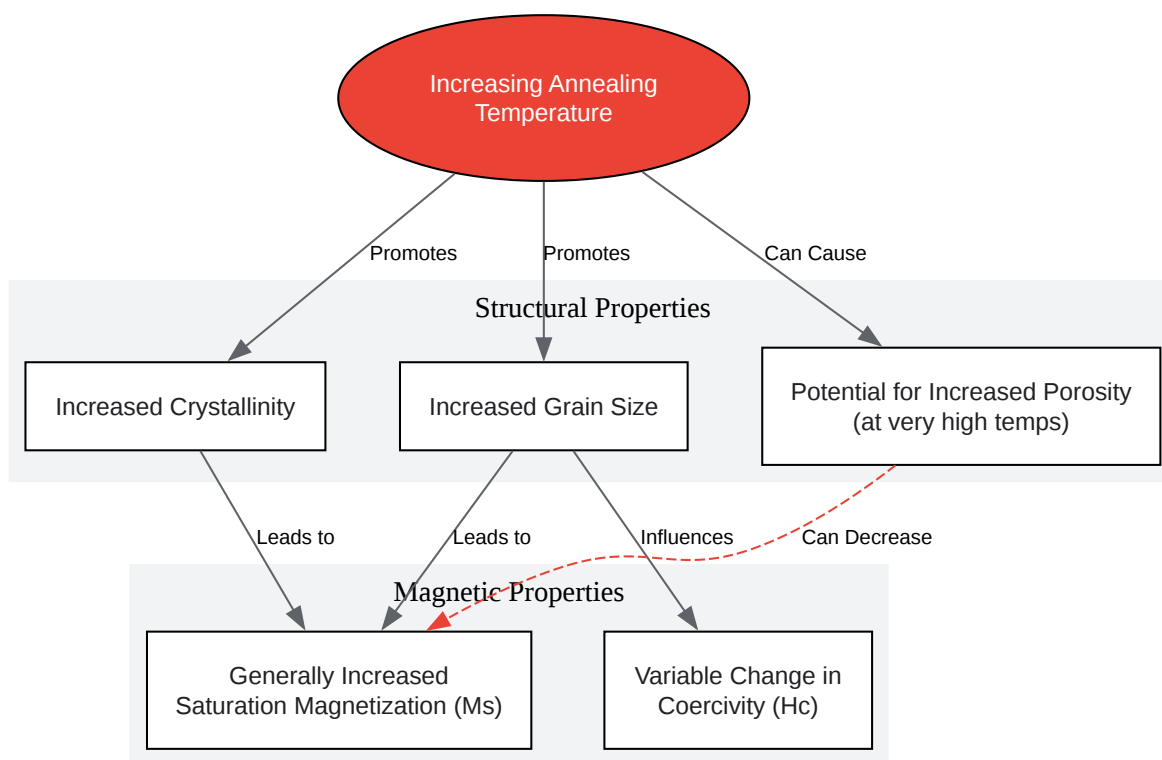 Increasing Annealing
Temperature
Promotes
Promotes
Can Cause
Structural Properties
Increased Crystallinity
Increased Grain Size
Potential for Increased Porosity
(at very high temps)
Leads to
Leads to
Influences
Can Decrease
Magnetic Properties
Generally Increased
Saturation Magnetization (Ms)
Variable Change in
Coercivity (Hc)